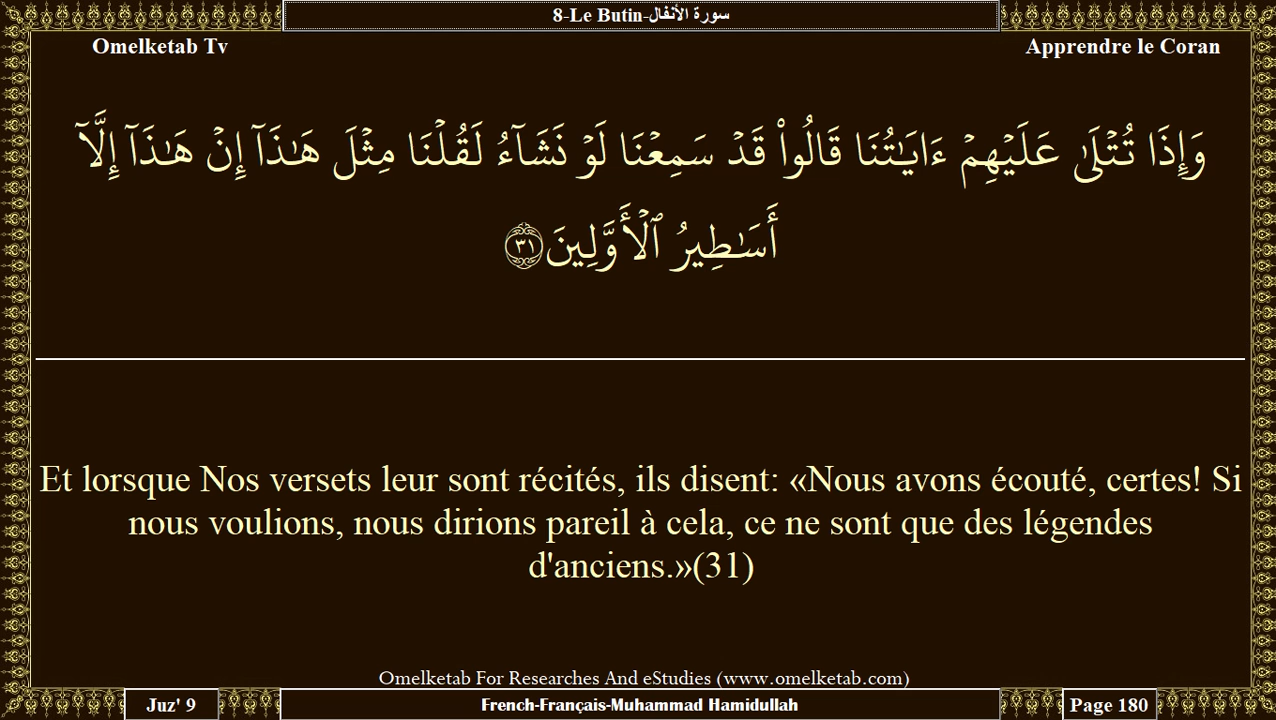 8-Le Butin-سورة الأنفال
Omelketab Tv
Apprendre le Coran
وَإِذَا تُتۡلَىٰ عَلَيۡهِمۡ ءَايَٰتُنَا قَالُواْ قَدۡ سَمِعۡنَا لَوۡ نَشَآءُ لَقُلۡنَا مِثۡلَ هَٰذَآ إِنۡ هَٰذَآ إِلَّآ
أَسَٰطِيرُ ٱلۡأَوَّلِينَ ٣١
Et lorsque Nos versets leur sont récités, ils disent: «Nous avons écouté, certes! Si
nous voulions, nous dirions pareil à cela, ce ne sont que des légendes
d'anciens.»(31)
Omelketab For Researches And eStudies (www.omelketab.com)
Juz' 9
French-Français-Muhammad Hamidullah
Page 180